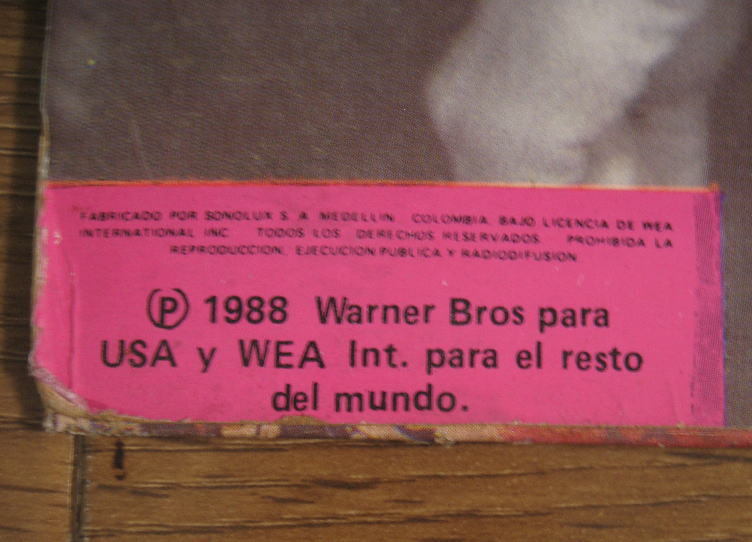 FABRICADO POR SONOLUX S. A. MEDELLIN COLOMBIA, BAJO LICENCIA DE WEA
INTERNATIONAL INC TODOS LOS DERECHOS RESERVADOS PROHIBIDA LA
REPRODUCCION, EJECUCION PUBLICA Y RADIODIFUSION
Ⓟ 1988 Warner Bros para
USA y WEA Int. para el resto
del mundo.